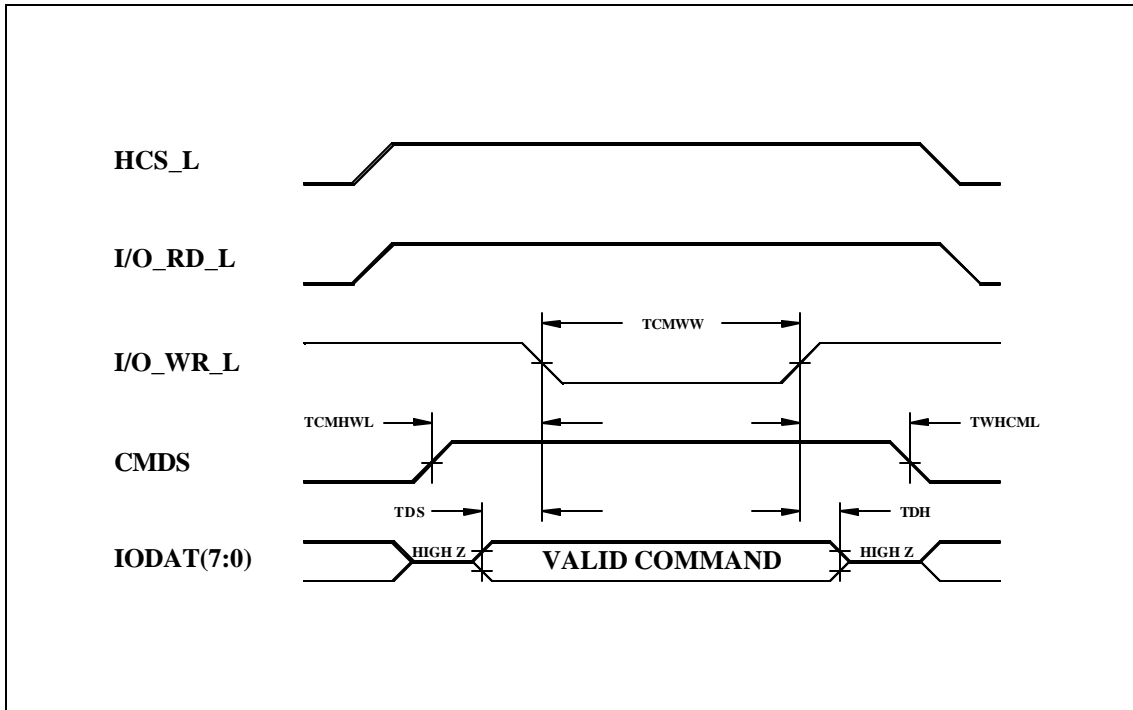 HCS_L
I/O_RD_L
TCMWW
I/O_WR_L
TCMHWL
TWHCML
CMDS
TDS
TDH
IODAT(7:0)
HIGH Z
VALID COMMAND
HIGH Z